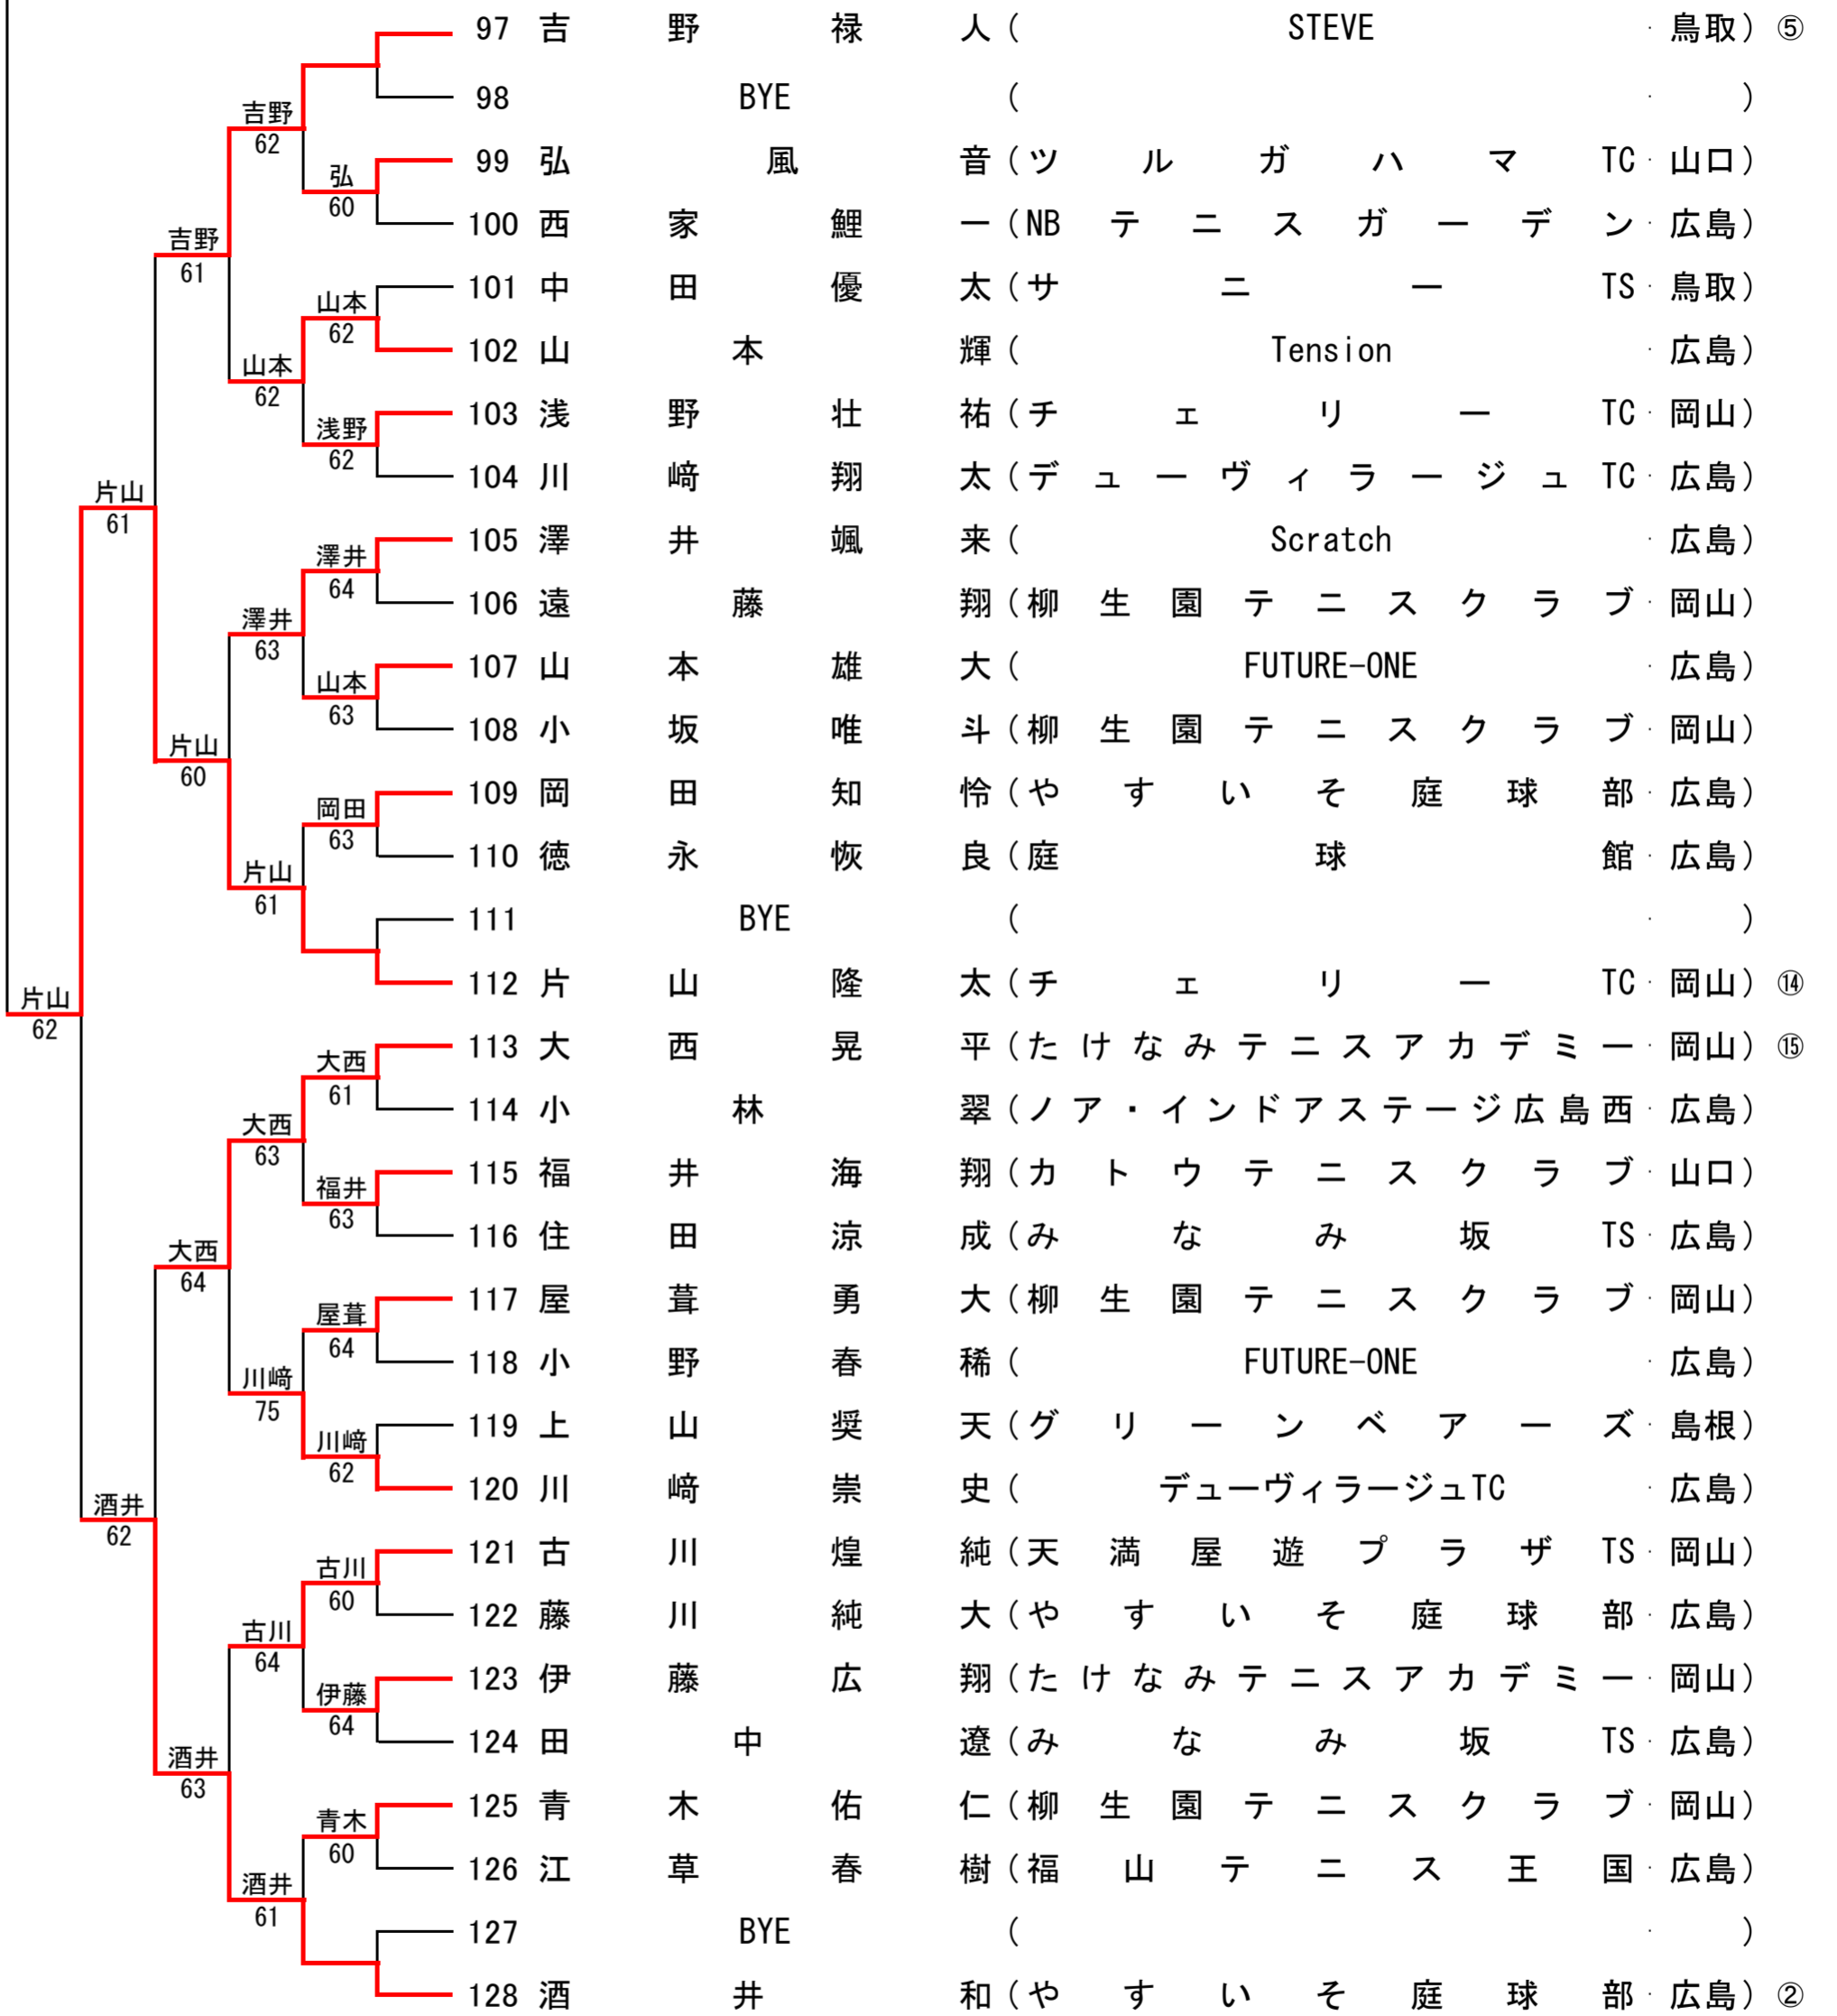 97 吉野禄人(STEVE・鳥取)⑤
98 BYE(・)
吉野
62
99 弘風音(ツルガハマTC・山口)
弘
60
100 西家鯉一(NBテニスガーデン・広島)
吉野
61
101 中田優太(サニーTS・鳥取)
山本
62
102 山本輝(Tension・広島)
山本
62
103 浅野壮祐(チェリーTC・岡山)
浅野
62
104 川﨑翔太(デューヴィラージュTC・広島)
片山
61
105 澤井颯来(Scratch・広島)
澤井
64
106 遠藤翔(柳生園テニスクラブ・岡山)
澤井
63
107 山本雄大(FUTURE-ONE・広島)
山本
63
108 小坂唯斗(柳生園テニスクラブ・岡山)
片山
60
109 岡田知怜(やすいそ庭球部・広島)
岡田
63
110 徳永恢良(庭球館・広島)
片山
61
111 BYE(・)
112 片山隆太(チェリーTC・岡山)⑭
片山
62
113 大西晃平(たけなみテニスアカデミー・岡山)⑮
大西
61
114 小林翠(ノア・インドアステージ広島西・広島)
大西
63
115 福井海翔(カトウテニスクラブ・山口)
福井
63
116 住田涼成(みなみ坂TS・広島)
大西
64
117 屋葺勇大(柳生園テニスクラブ・岡山)
屋葺
64
118 小野春稀(FUTURE-ONE・広島)
川﨑
75
119 上山奨天(グリーンベアーズ・島根)
川﨑
62
120 川﨑崇史(デューヴィラージュTC・広島)
酒井
62
121 古川煌純(天満屋遊プラザTS・岡山)
古川
60
122 藤川純大(やすいそ庭球部・広島)
古川
64
123 伊藤広翔(たけなみテニスアカデミー・岡山)
伊藤
64
124 田中遼(みなみ坂TS・広島)
酒井
63
125 青木佑仁(柳生園テニスクラブ・岡山)
青木
60
126 江草春樹(福山テニス王国・広島)
酒井
61
127 BYE(・)
128 酒井和(やすいそ庭球部・広島)②